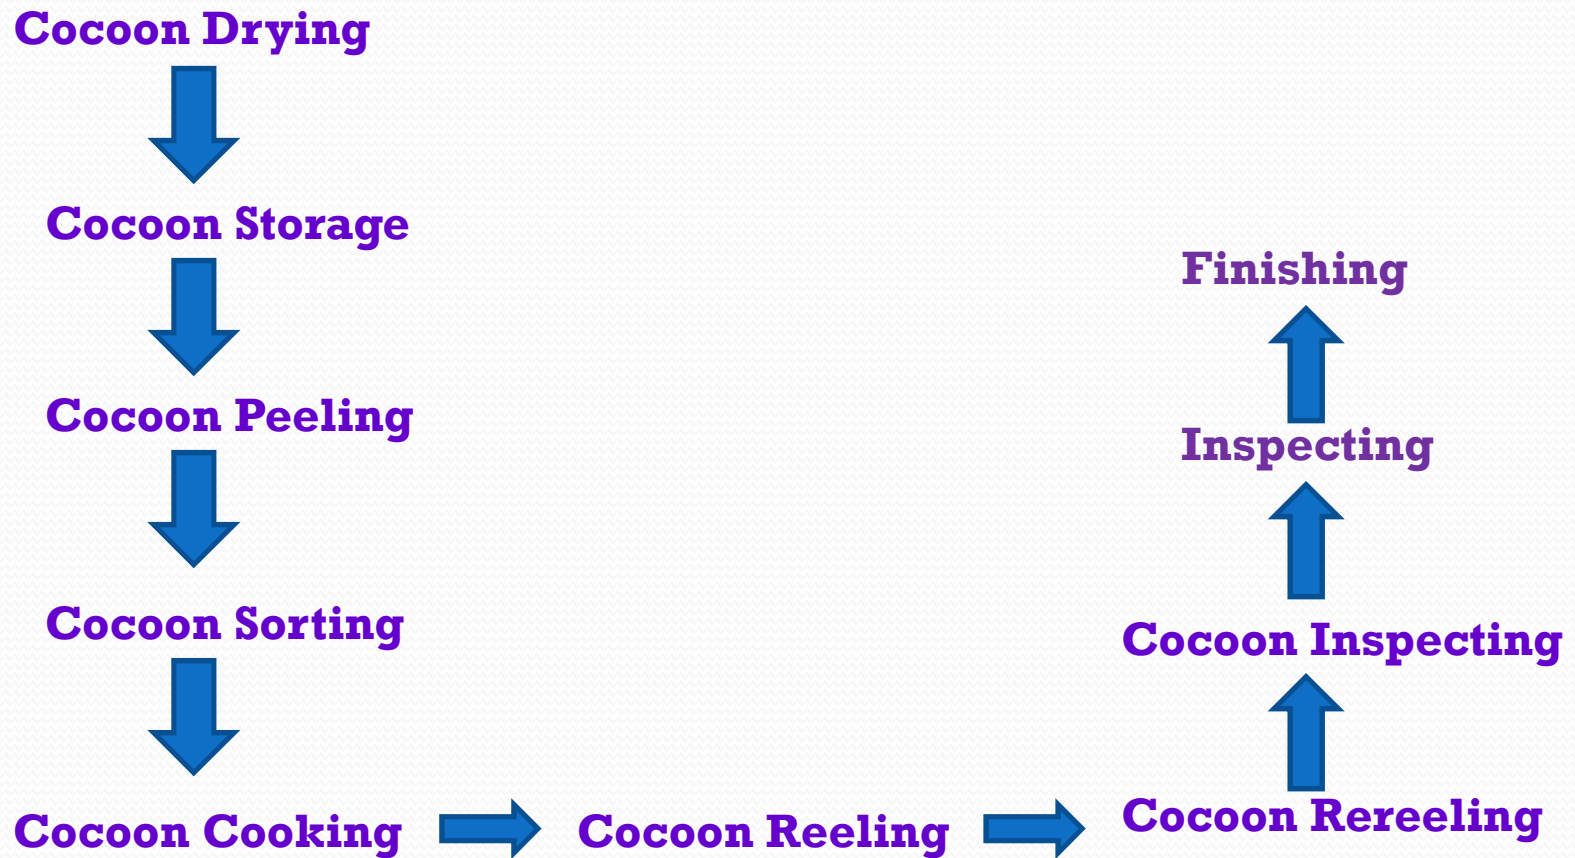 Cocoon Drying
Cocoon Storage
Cocoon Peeling
Cocoon Sorting
Cocoon Cooking
Cocoon Reeling
Cocoon Rereeling
Cocoon Inspecting
Inspecting
Finishing